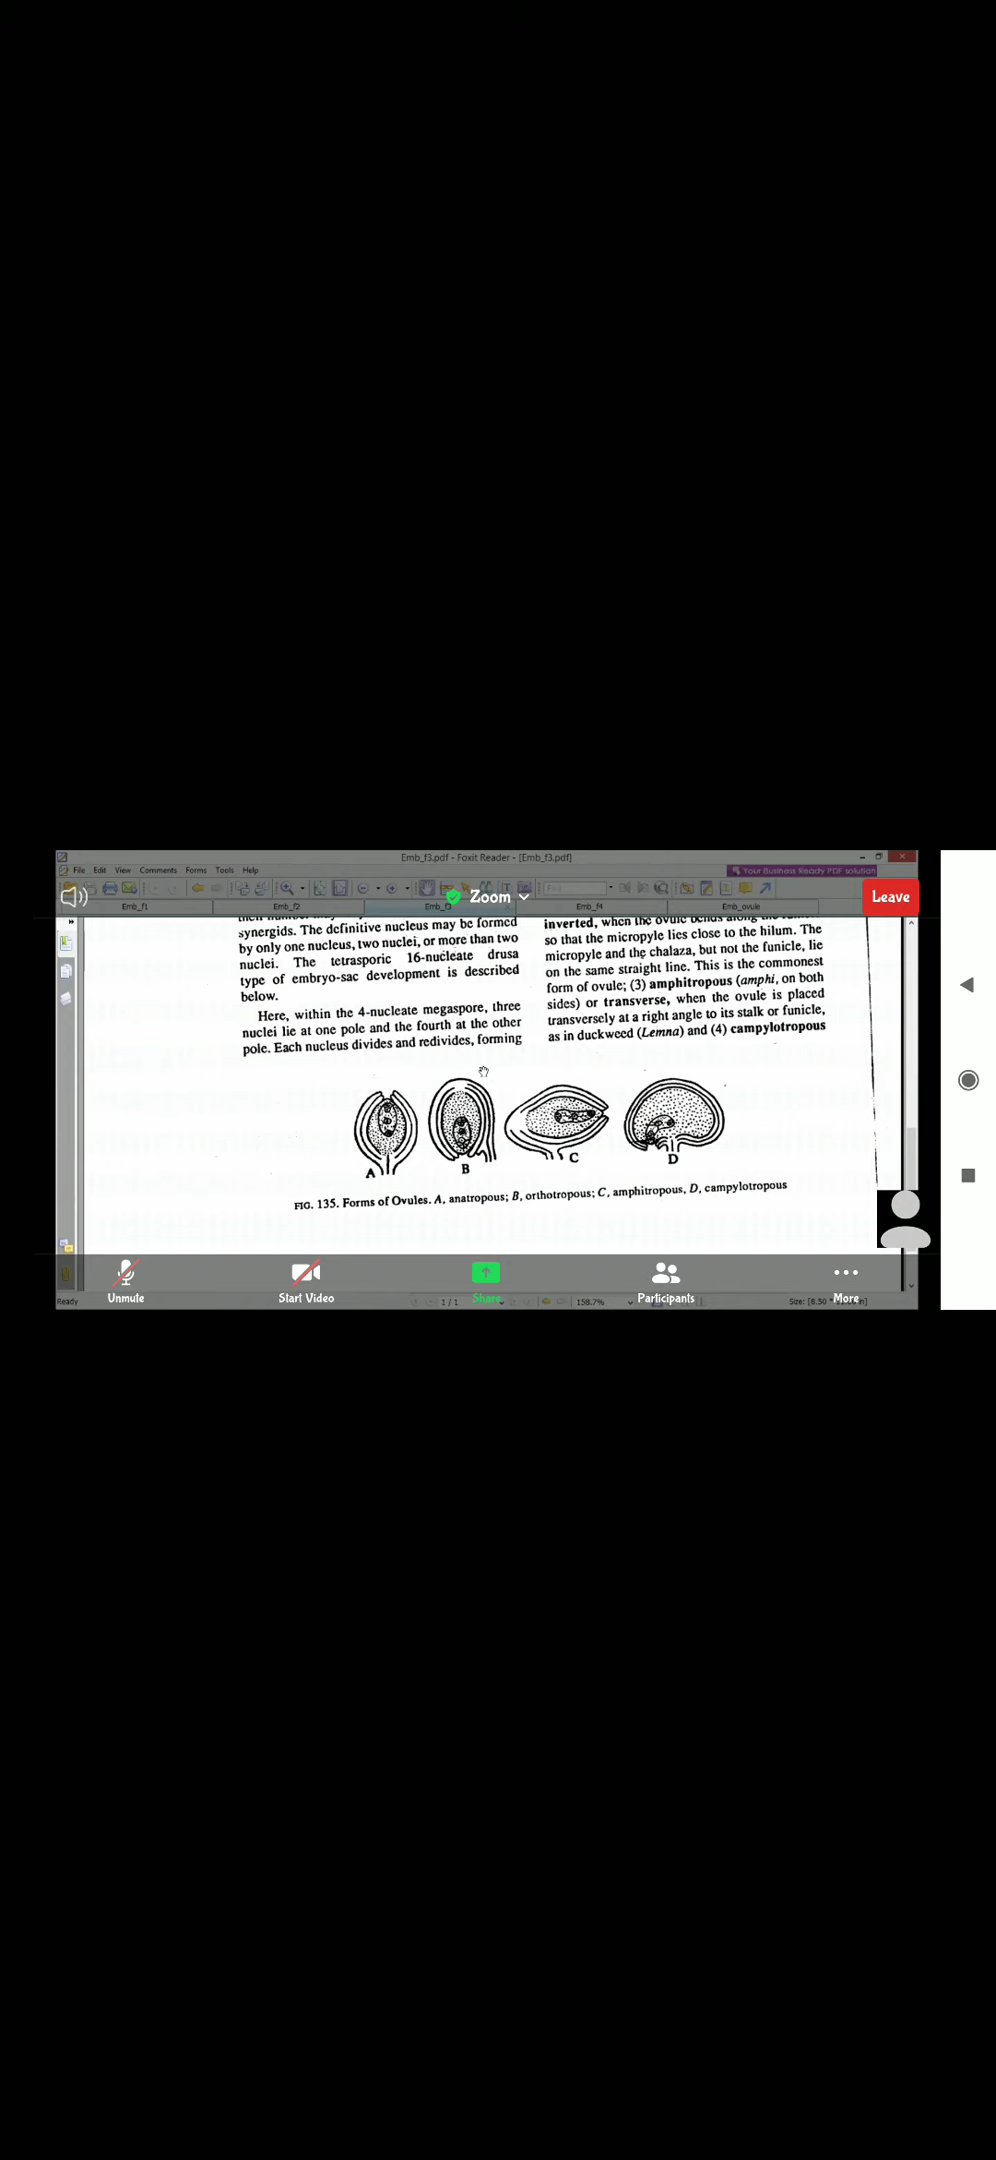 Emb_f3.pdf - Foxit Reader - [Emb_f3.pdf]
File Edit View Comments Forms Tools Help
Your Business Ready PDF solution
Zoom
Leave
Find
Emb_f1 Emb_f2 Emb_f3 Emb_f4 Emb_ovule
synergids. The definitive nucleus may be formed
by only one nucleus, two nuclei, or more than two
nuclei. The tetrasporic 16-nucleate drusa
type of embryo-sac development is described
below.
Here, within the 4-nucleate megaspore, three
nuclei lie at one pole and the fourth at the other
pole. Each nucleus divides and redivides, forming
inverted, when the ovule bends along the
so that the micropyle lies close to the hilum. The
micropyle and the chalaza, but not the funicle, lie
on the same straight line. This is the commonest
form of ovule; (3) amphitropous (amphi, on both
sides) or transverse, when the ovule is placed
transversely at a right angle to its stalk or funicle,
as in duckweed (Lemna) and (4) campylotropous
A B C D
FIG. 135. Forms of Ovules. A, anatropous; B, orthotropous; C, amphitropous, D, campylotropous
Unmute Start Video Share Participants More
Ready 1 / 1 158.7% Size: [8.50